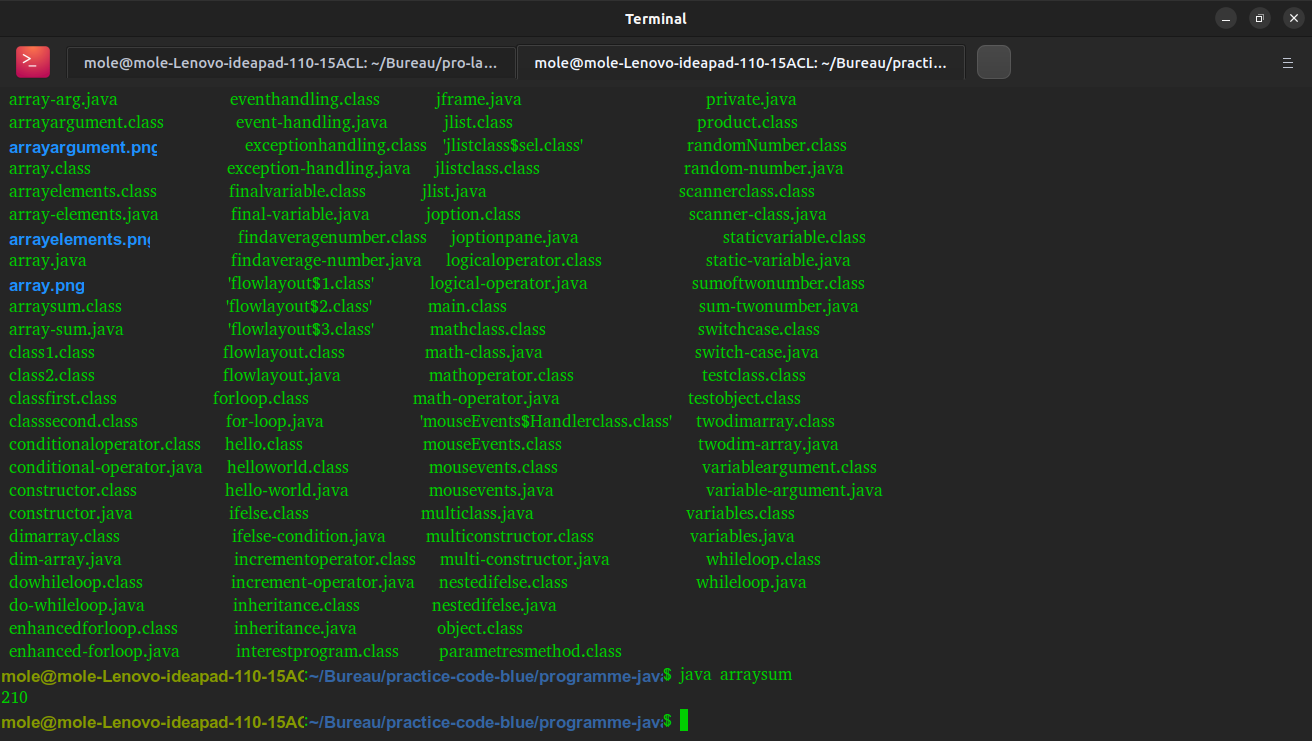 Terminal
>_ mole@mole-Lenovo-ideapad-110-15ACL: ~/Bureau/pro-la... mole@mole-Lenovo-ideapad-110-15ACL: ~/Bureau/practi...
array-arg.java eventhandling.class jframe.java private.java
arrayargument.class event-handling.java jlist.class product.class
arrayargument.png exceptionhandling.class 'jlistclass$sel.class' randomNumber.class
array.class exception-handling.java jlistclass.class random-number.java
arrayelements.class finalvariable.class jlist.java scannerclass.class
array-elements.java final-variable.java joption.class scanner-class.java
arrayelements.png findaveragenumber.class joptionpane.java staticvariable.class
array.java findaverage-number.java logicaloperator.class static-variable.java
array.png 'flowlayout$1.class' logical-operator.java sumoftwonumber.class
arraysum.class 'flowlayout$2.class' main.class sum-twonumber.java
array-sum.java 'flowlayout$3.class' mathclass.class switchcase.class
class1.class flowlayout.class math-class.java switch-case.java
class2.class flowlayout.java mathoperator.class testclass.class
classfirst.class forloop.class math-operator.java testobject.class
classsecond.class for-loop.java 'mouseEvents$Handlerclass.class' twodimarray.class
conditionaloperator.class hello.class mouseEvents.class twodim-array.java
conditional-operator.java helloworld.class mousevents.class variableargument.class
constructor.class hello-world.java mousevents.java variable-argument.java
constructor.java ifelse.class multiclass.java variables.class
dimarray.class ifelse-condition.java multiconstructor.class variables.java
dim-array.java incrementoperator.class multi-constructor.java whileloop.class
dowhileloop.class increment-operator.java nestedifelse.class whileloop.java
do-whileloop.java inheritance.class nestedifelse.java
enhancedforloop.class inheritance.java object.class
enhanced-forloop.java interestprogram.class parametresmethod.class
mole@mole-Lenovo-ideapad-110-15AC:~/Bureau/practice-code-blue/programme-java$ java arraysum
210
mole@mole-Lenovo-ideapad-110-15AC:~/Bureau/practice-code-blue/programme-java$